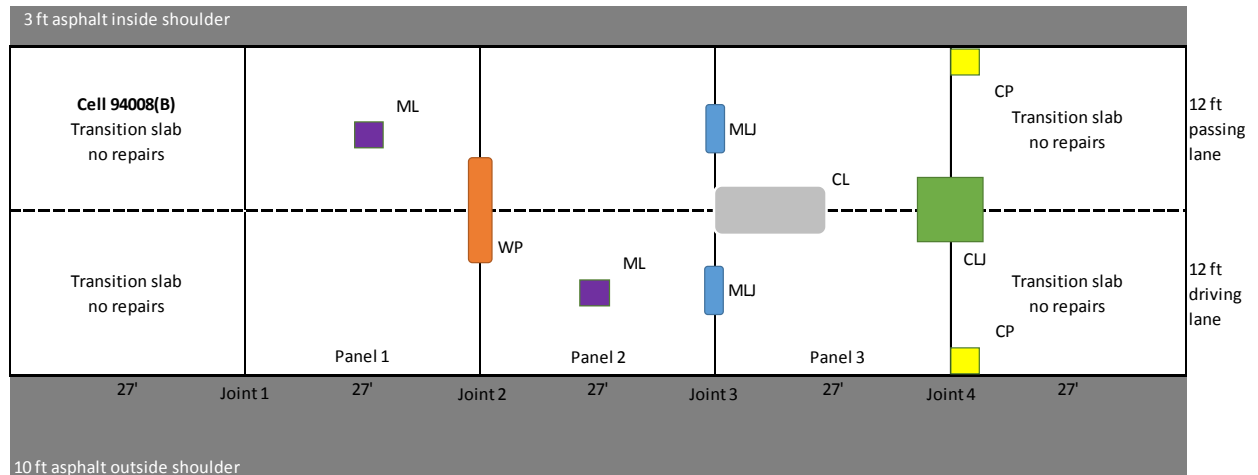 3 ft asphalt inside shoulder
Cell 94008(B)
Transition slab
no repairs
ML
MLJ
CP
Transition slab
no repairs
12 ft
passing
lane
CL
WP
ML
MLJ
CLJ
Transition slab
no repairs
Transition slab
no repairs
12 ft
driving
lane
CP
Panel 1
Panel 2
Panel 3
27'
Joint 1
27'
Joint 2
27'
Joint 3
27'
Joint 4
27'
10 ft asphalt outside shoulder